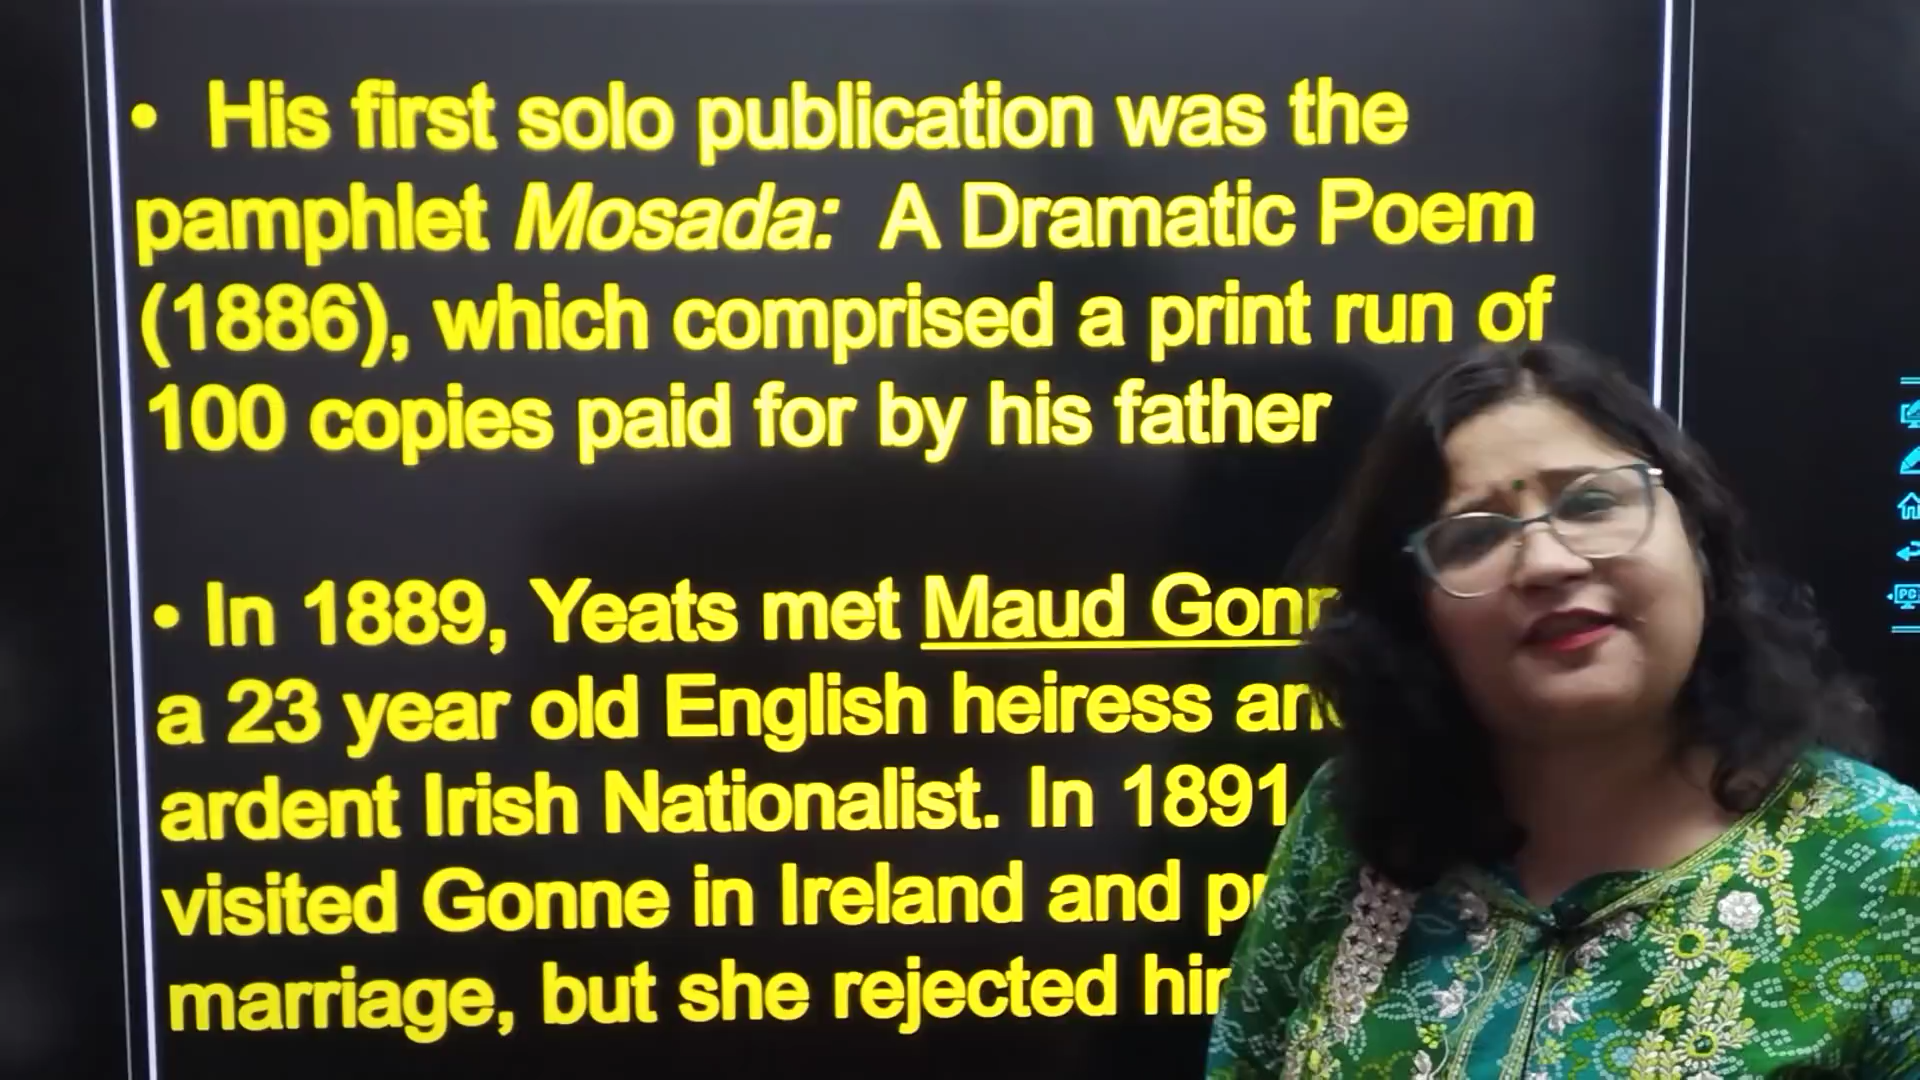 • His first solo publication was the
pamphlet Mosada: A Dramatic Poem
(1886), which comprised a print run of
100 copies paid for by his father
• In 1889, Yeats met Maud
a 23 year old English heiress
ardent Irish Nationalist. In 1891
visited Gonne in Ireland and
marriage, but she rejected
PC